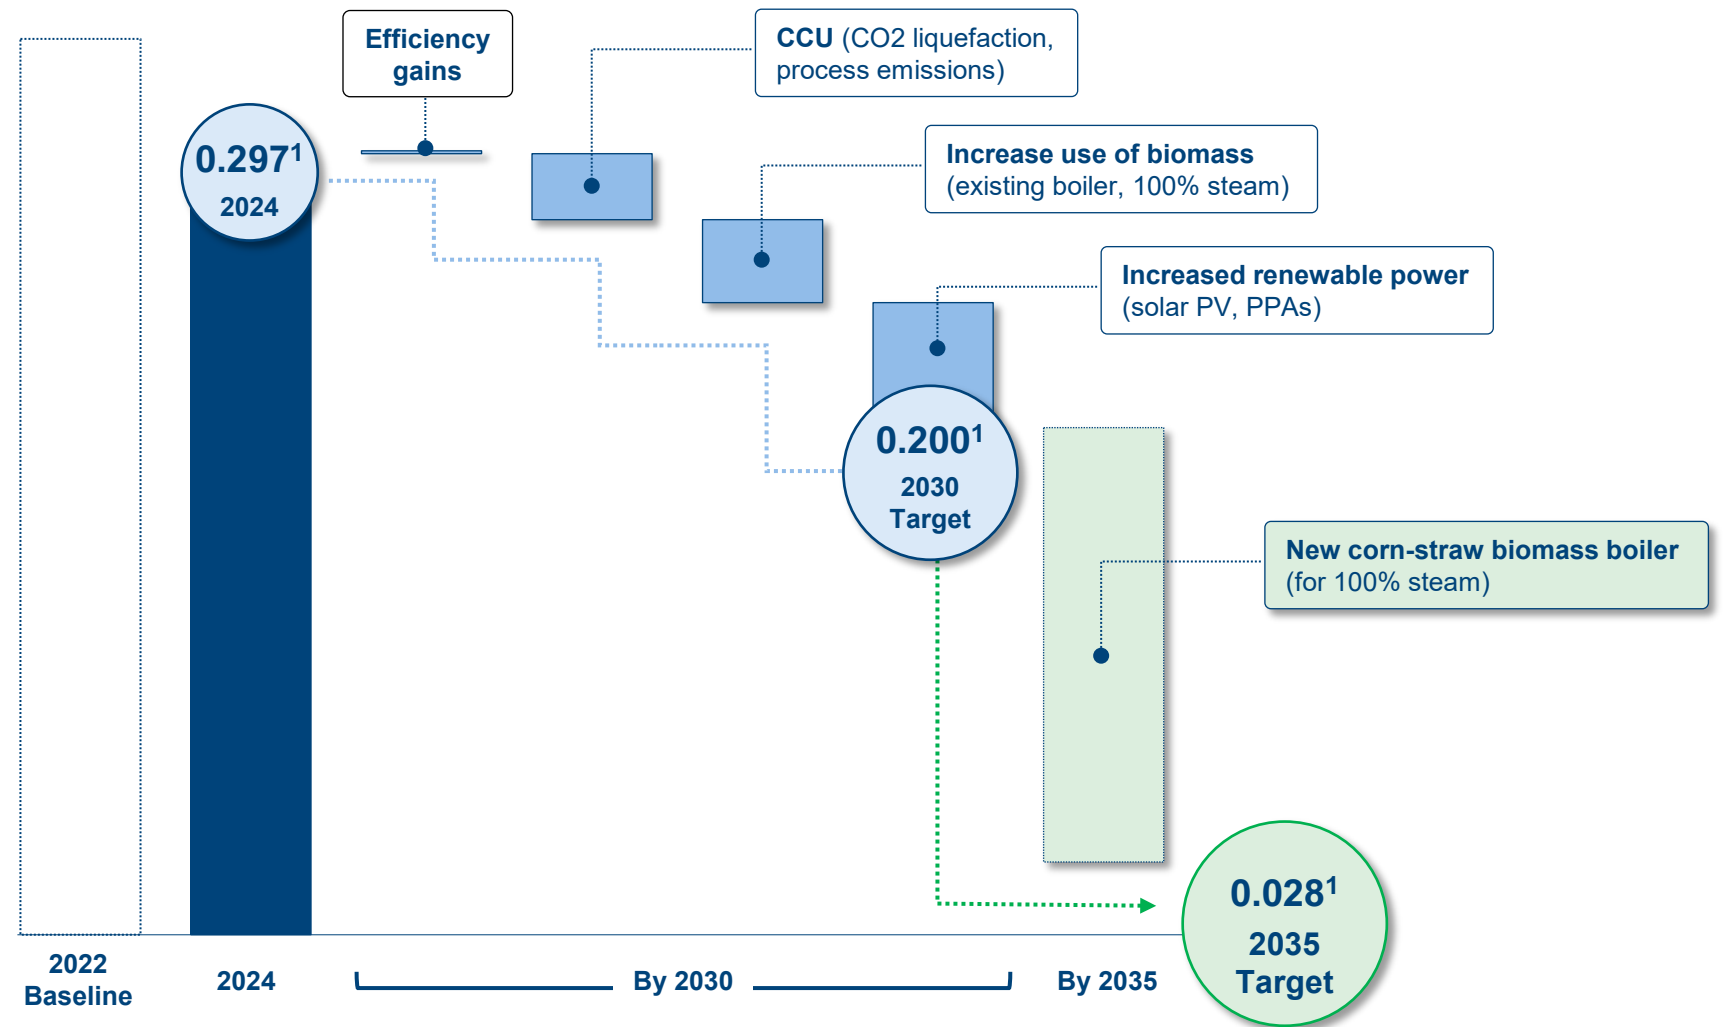 Efficiency
gains
CCU (CO2 liquefaction,
process emissions)
0.297¹
2024
Increase use of biomass
(existing boiler, 100% steam)
Increased renewable power
(solar PV, PPAs)
0.200¹
2030
Target
New corn-straw biomass boiler
(for 100% steam)
0.028¹
2035
Target
2022
Baseline
2024
By 2030
By 2035